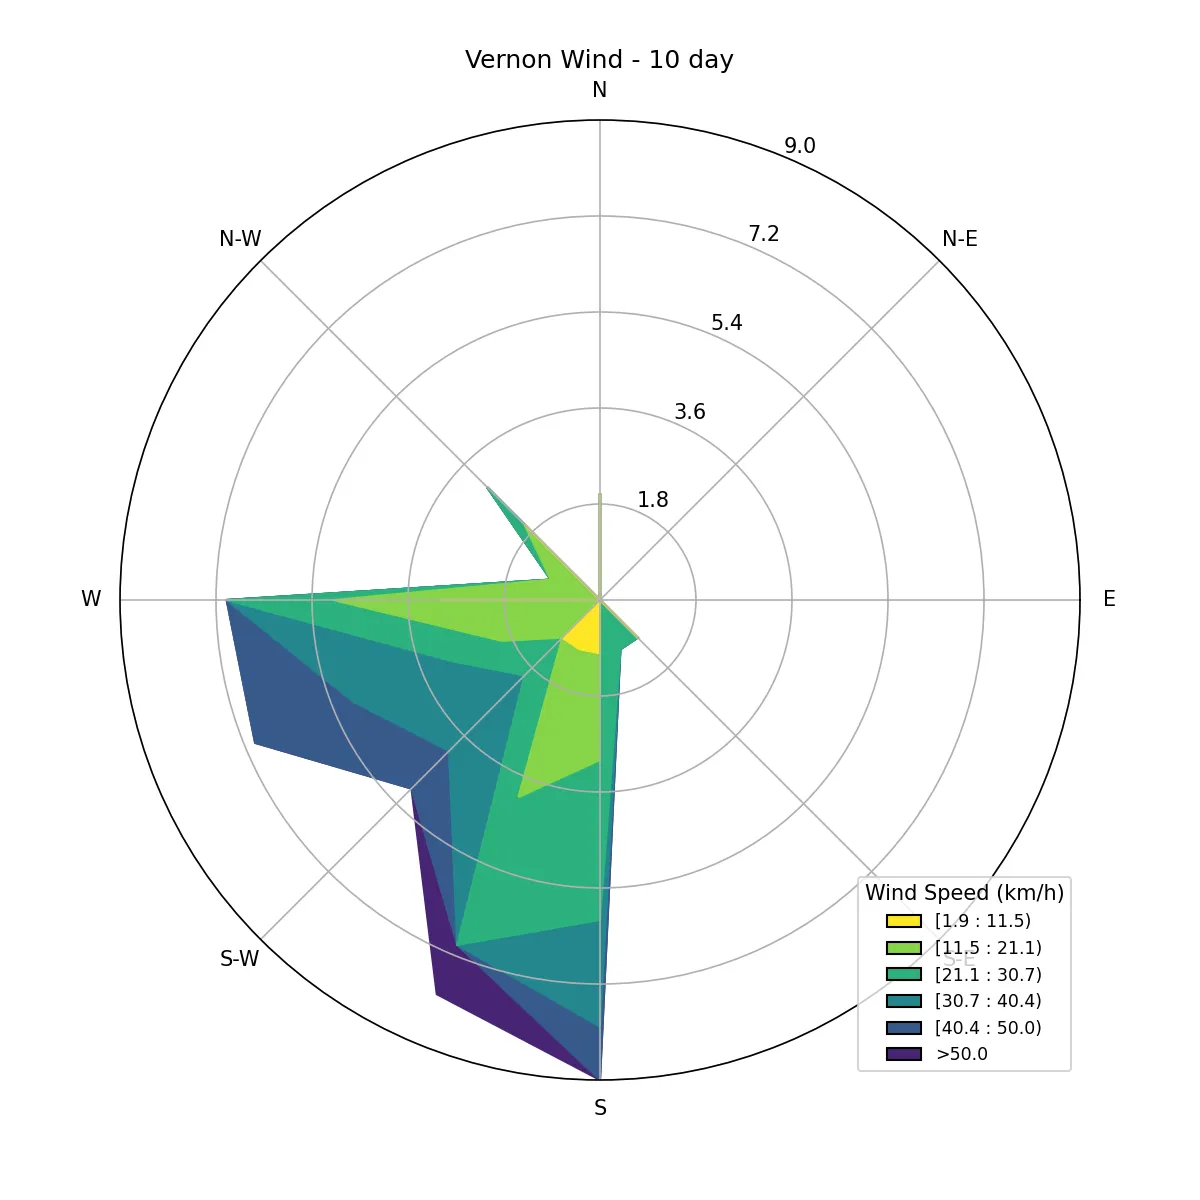 Vernon Wind - 10 day
N
9.0
N-W
N-E
7.2
5.4
3.6
1.8
W
E
S-W
S-E
S
Wind Speed (km/h)
[1.9 : 11.5)
[11.5 : 21.1)
[21.1 : 30.7)
[30.7 : 40.4)
[40.4 : 50.0)
>50.0